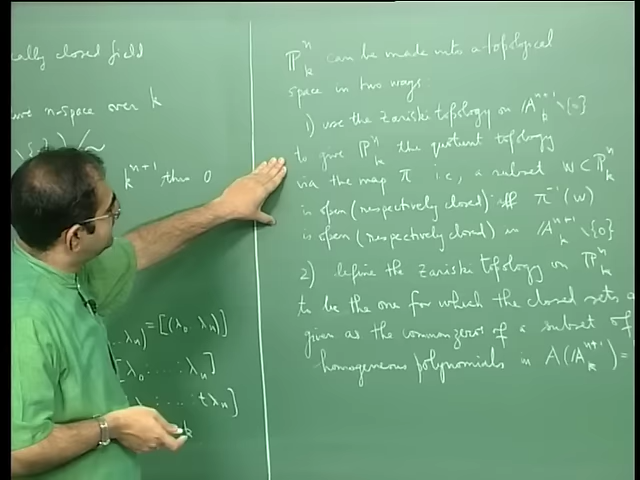 cally closed field
n-space over k
k^{n+1} thru 0
λ_n) = [(λ_0 λ_n)]
[λ_0 : ... : λ_n]
: ... : tλ_n]
ℙ^n_k can be made into a topological
space in two ways:
1) use the Zariski topology on 𝔸^{n+1}_k \ {0}
to give ℙ^n_k the quotient topology
via the map π i.e., a subset W ⊂ ℙ^n_k
is open (respectively closed) iff π^{-1}(W)
is open (respectively closed) in 𝔸^{n+1}_k \ {0}
2) define the Zariski topology on ℙ^n_k
to be the one for which the closed sets a
given as the common zeros of a subset of
homogeneous polynomials in A(𝔸^{n+1}_k) =